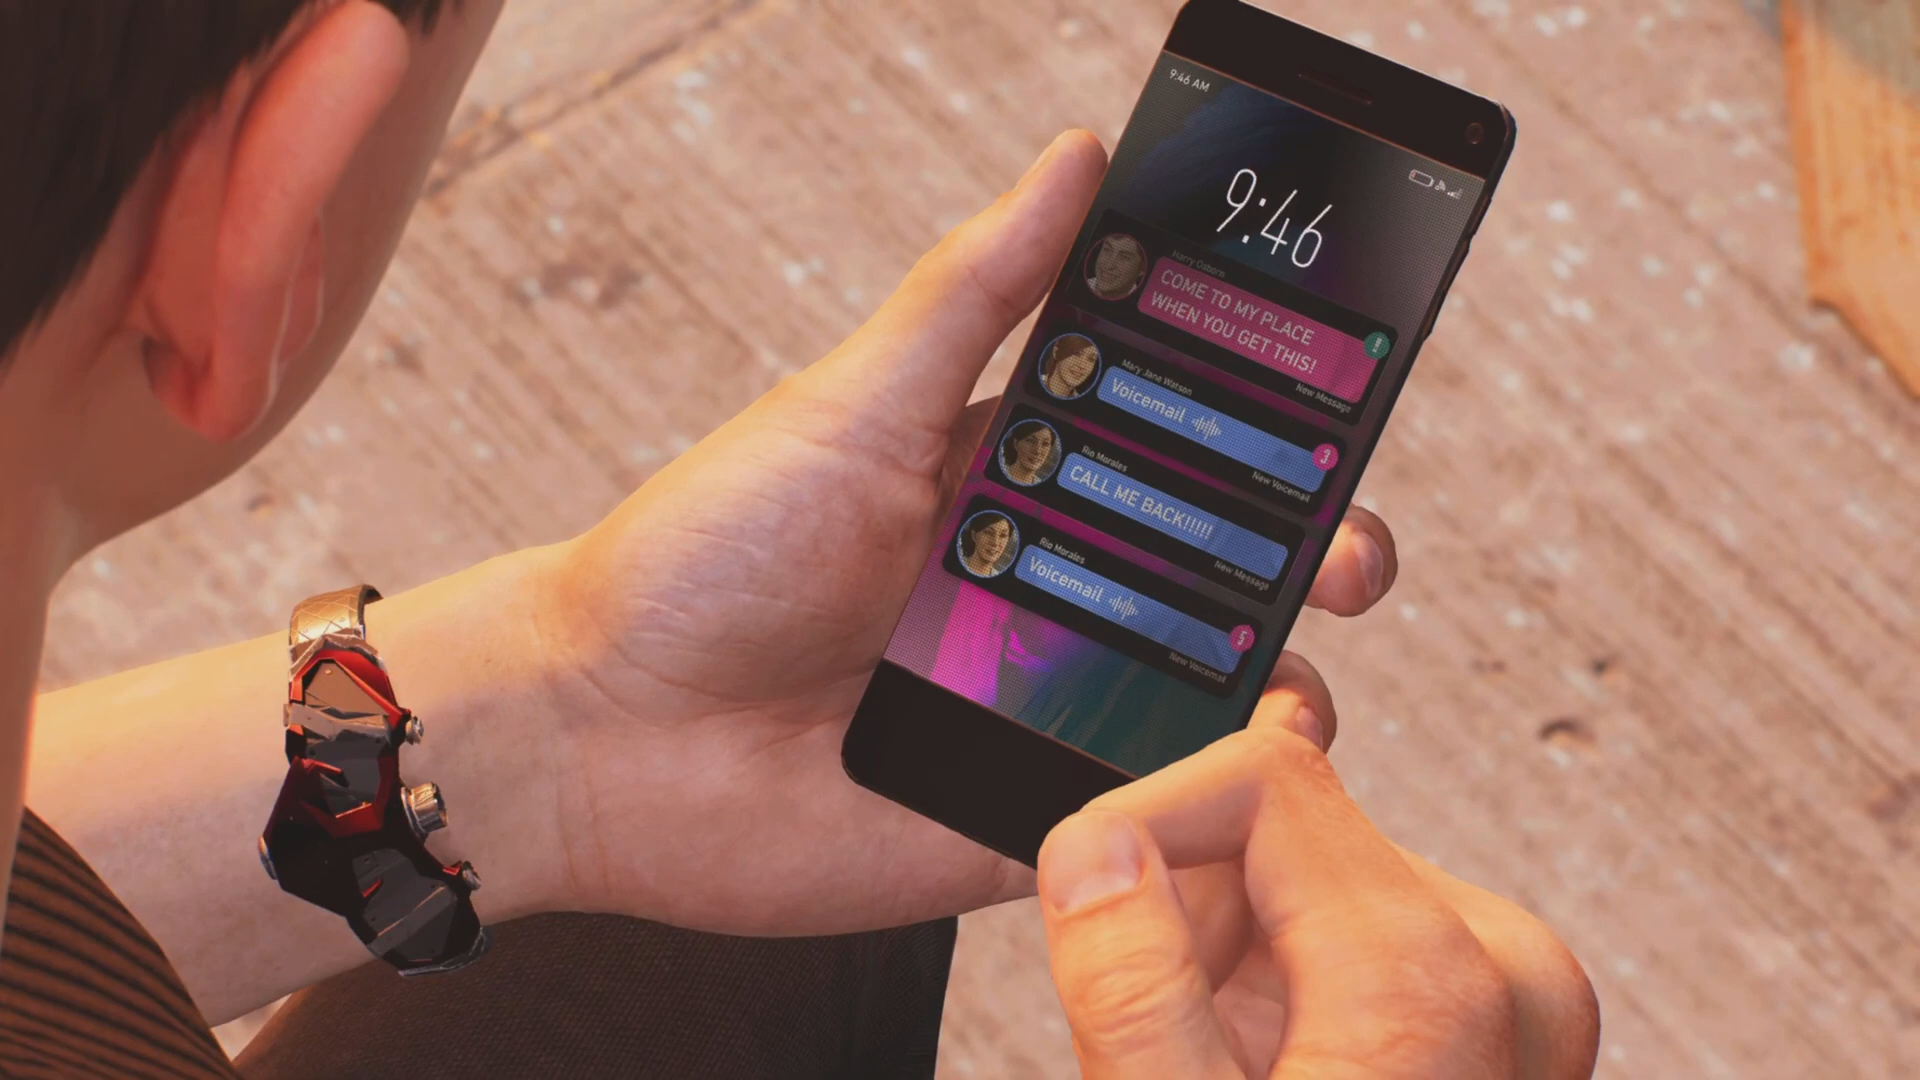 9:46 AM
9:46
Harry Osborn
COME TO MY PLACE
WHEN YOU GET THIS!
New Message
Mary Jane Watson
Voicemail
3
New Voicemail
Rio Morales
CALL ME BACK!!!!!
New Message
Rio Morales
Voicemail
5
New Voicemail